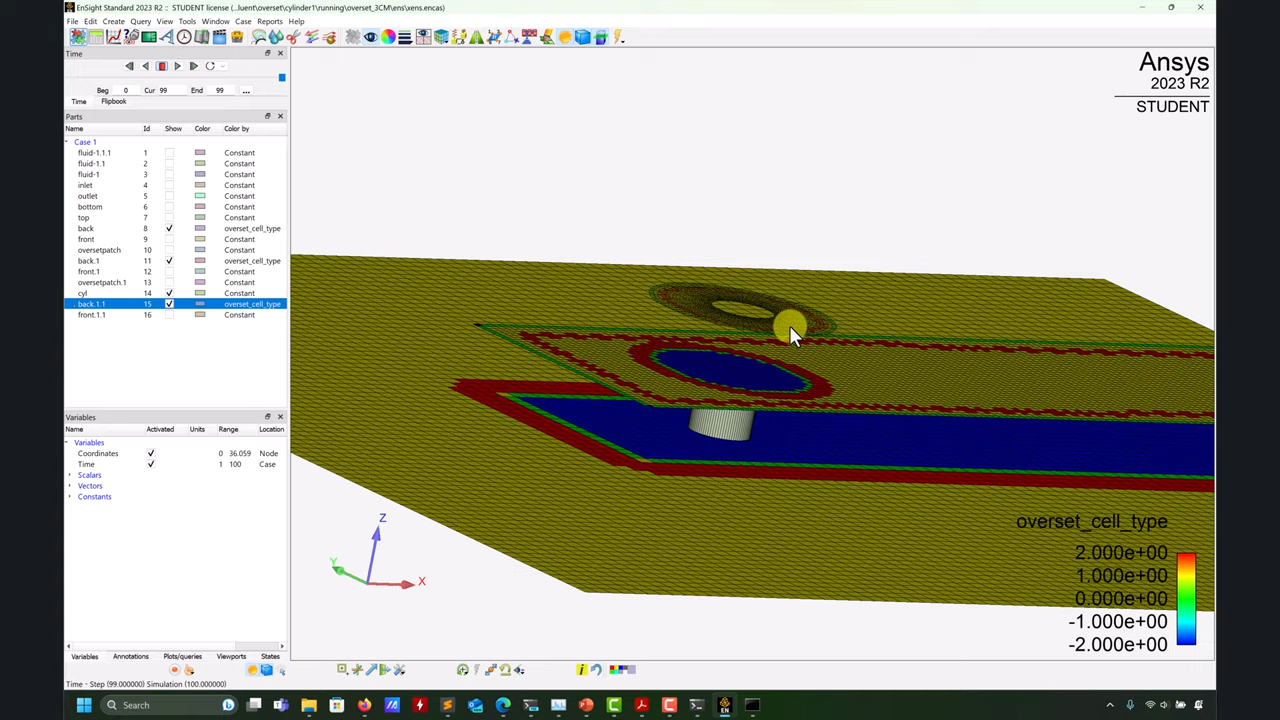 EnSight Standard 2023 R2 :: STUDENT license (...luent\overset\cylinder1\running\overset_3CM\ens\xens.encas)
File Edit Create Query View Tools Window Case Reports Help
Time
Beg 0 Cur 99 End 99 ...
Time Flipbook
Parts
Name Id Show Color Color by
Case 1
fluid-1.1.1 1 Constant
fluid-1.1 2 Constant
fluid-1 3 Constant
inlet 4 Constant
outlet 5 Constant
bottom 6 Constant
top 7 Constant
back 8 overset_cell_type
front 9 Constant
oversetpatch 10 Constant
back.1 11 overset_cell_type
front.1 12 Constant
oversetpatch.1 13 Constant
cyl 14 Constant
back.1.1 15 overset_cell_type
front.1.1 16 Constant
Variables
Name Activated Units Range Location
Variables
Coordinates 0 36.059 Node
Time 1 100 Case
Scalars
Vectors
Constants
Variables Annotations Plots/queries Viewports States
Time - Step (99.000000) Simulation (100.000000)
Ansys
2023 R2
STUDENT
Z
Y
X
overset_cell_type
2.000e+00
1.000e+00
0.000e+00
-1.000e+00
-2.000e+00
Search